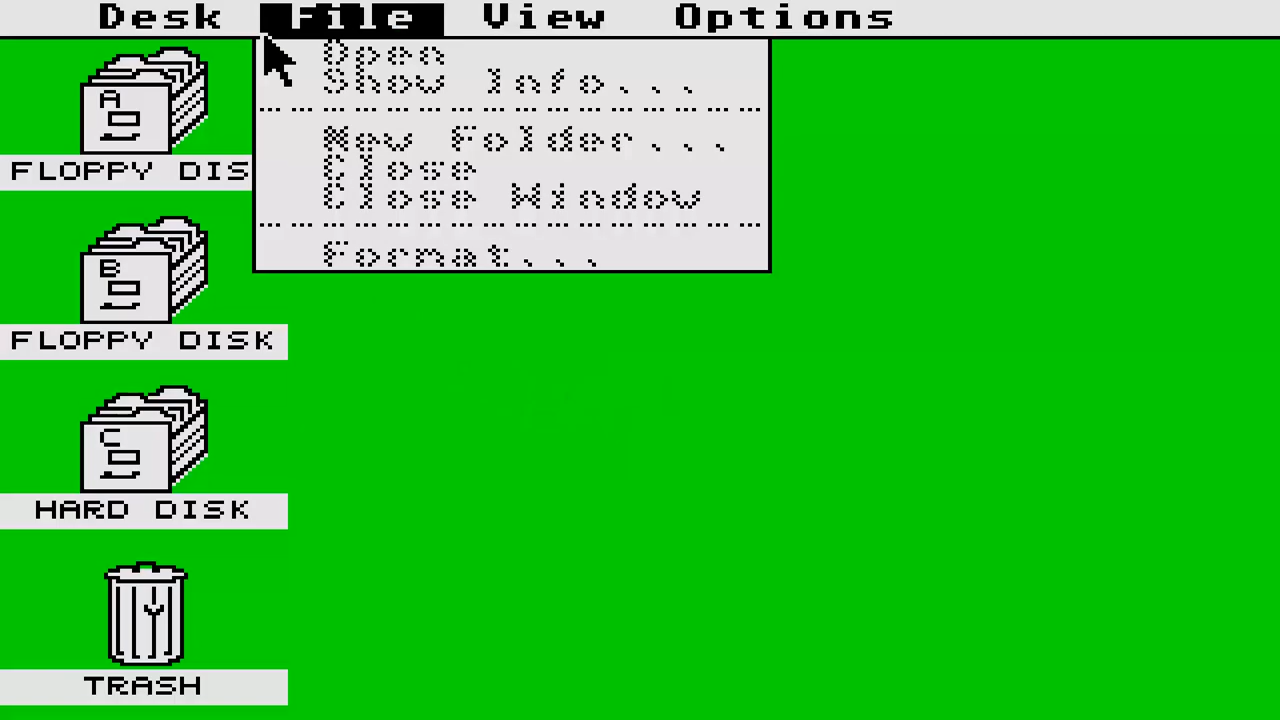 Desk File View Options
Open
Show Info...
New Folder...
Close
Close Window
Format...
A
FLOPPY DIS
B
FLOPPY DISK
C
HARD DISK
TRASH